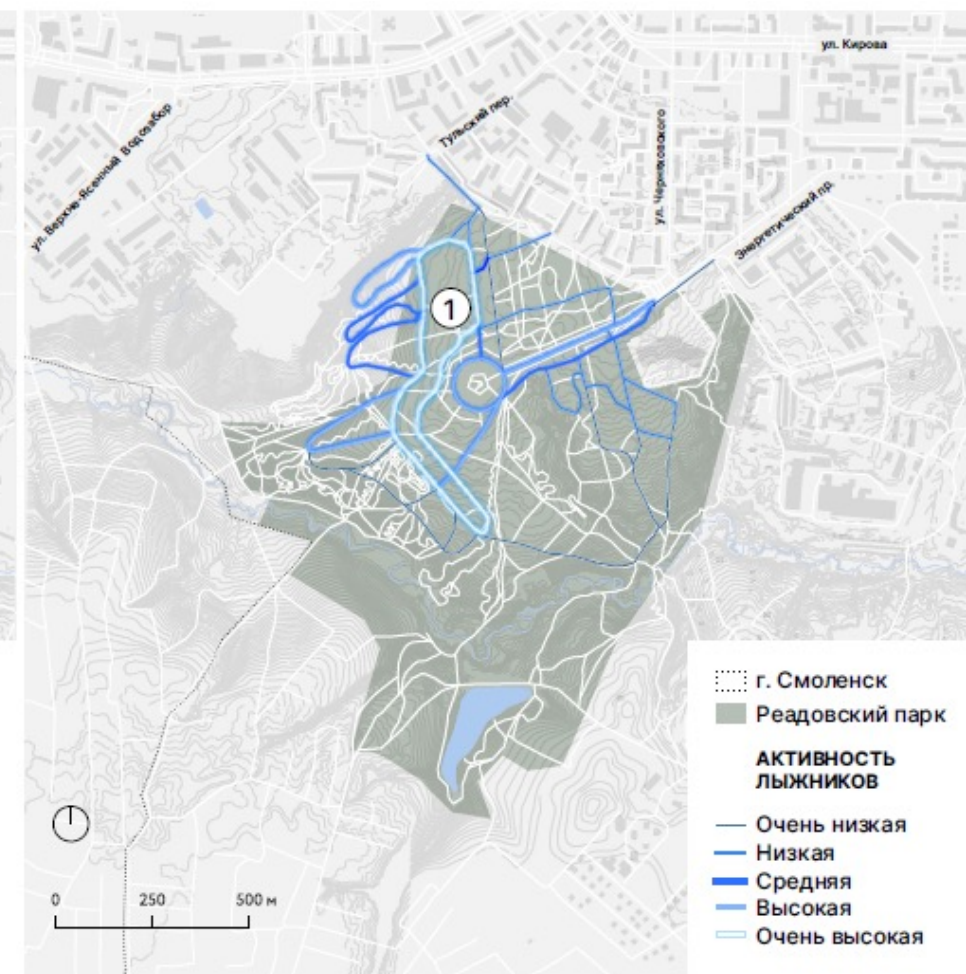 ул. Кирова
ул. Верхне-Ясенный Водозабор
Тульский пер.
ул. Черняховского
Энергетический пр.
1
г. Смоленск
Реадовский парк
АКТИВНОСТЬ
ЛЫЖНИКОВ
Очень низкая
Низкая
Средняя
Высокая
Очень высокая
0 250 500 м